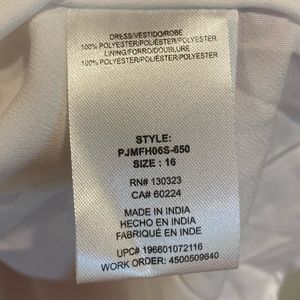 DRESS/VESTIDO/ROBE
100% POLYESTER/POLIÉSTER/POLYESTER
LINING/FORRO/DOUBLURE
100% POLYESTER/POLIÉSTER/POLYESTER
STYLE:
PJMFH06S-650
SIZE : 16
RN# 130323
CA# 60224
MADE IN INDIA
HECHO EN INDIA
FABRIQUÉ EN INDE
UPC# 196601072116
WORK ORDER: 4500509640